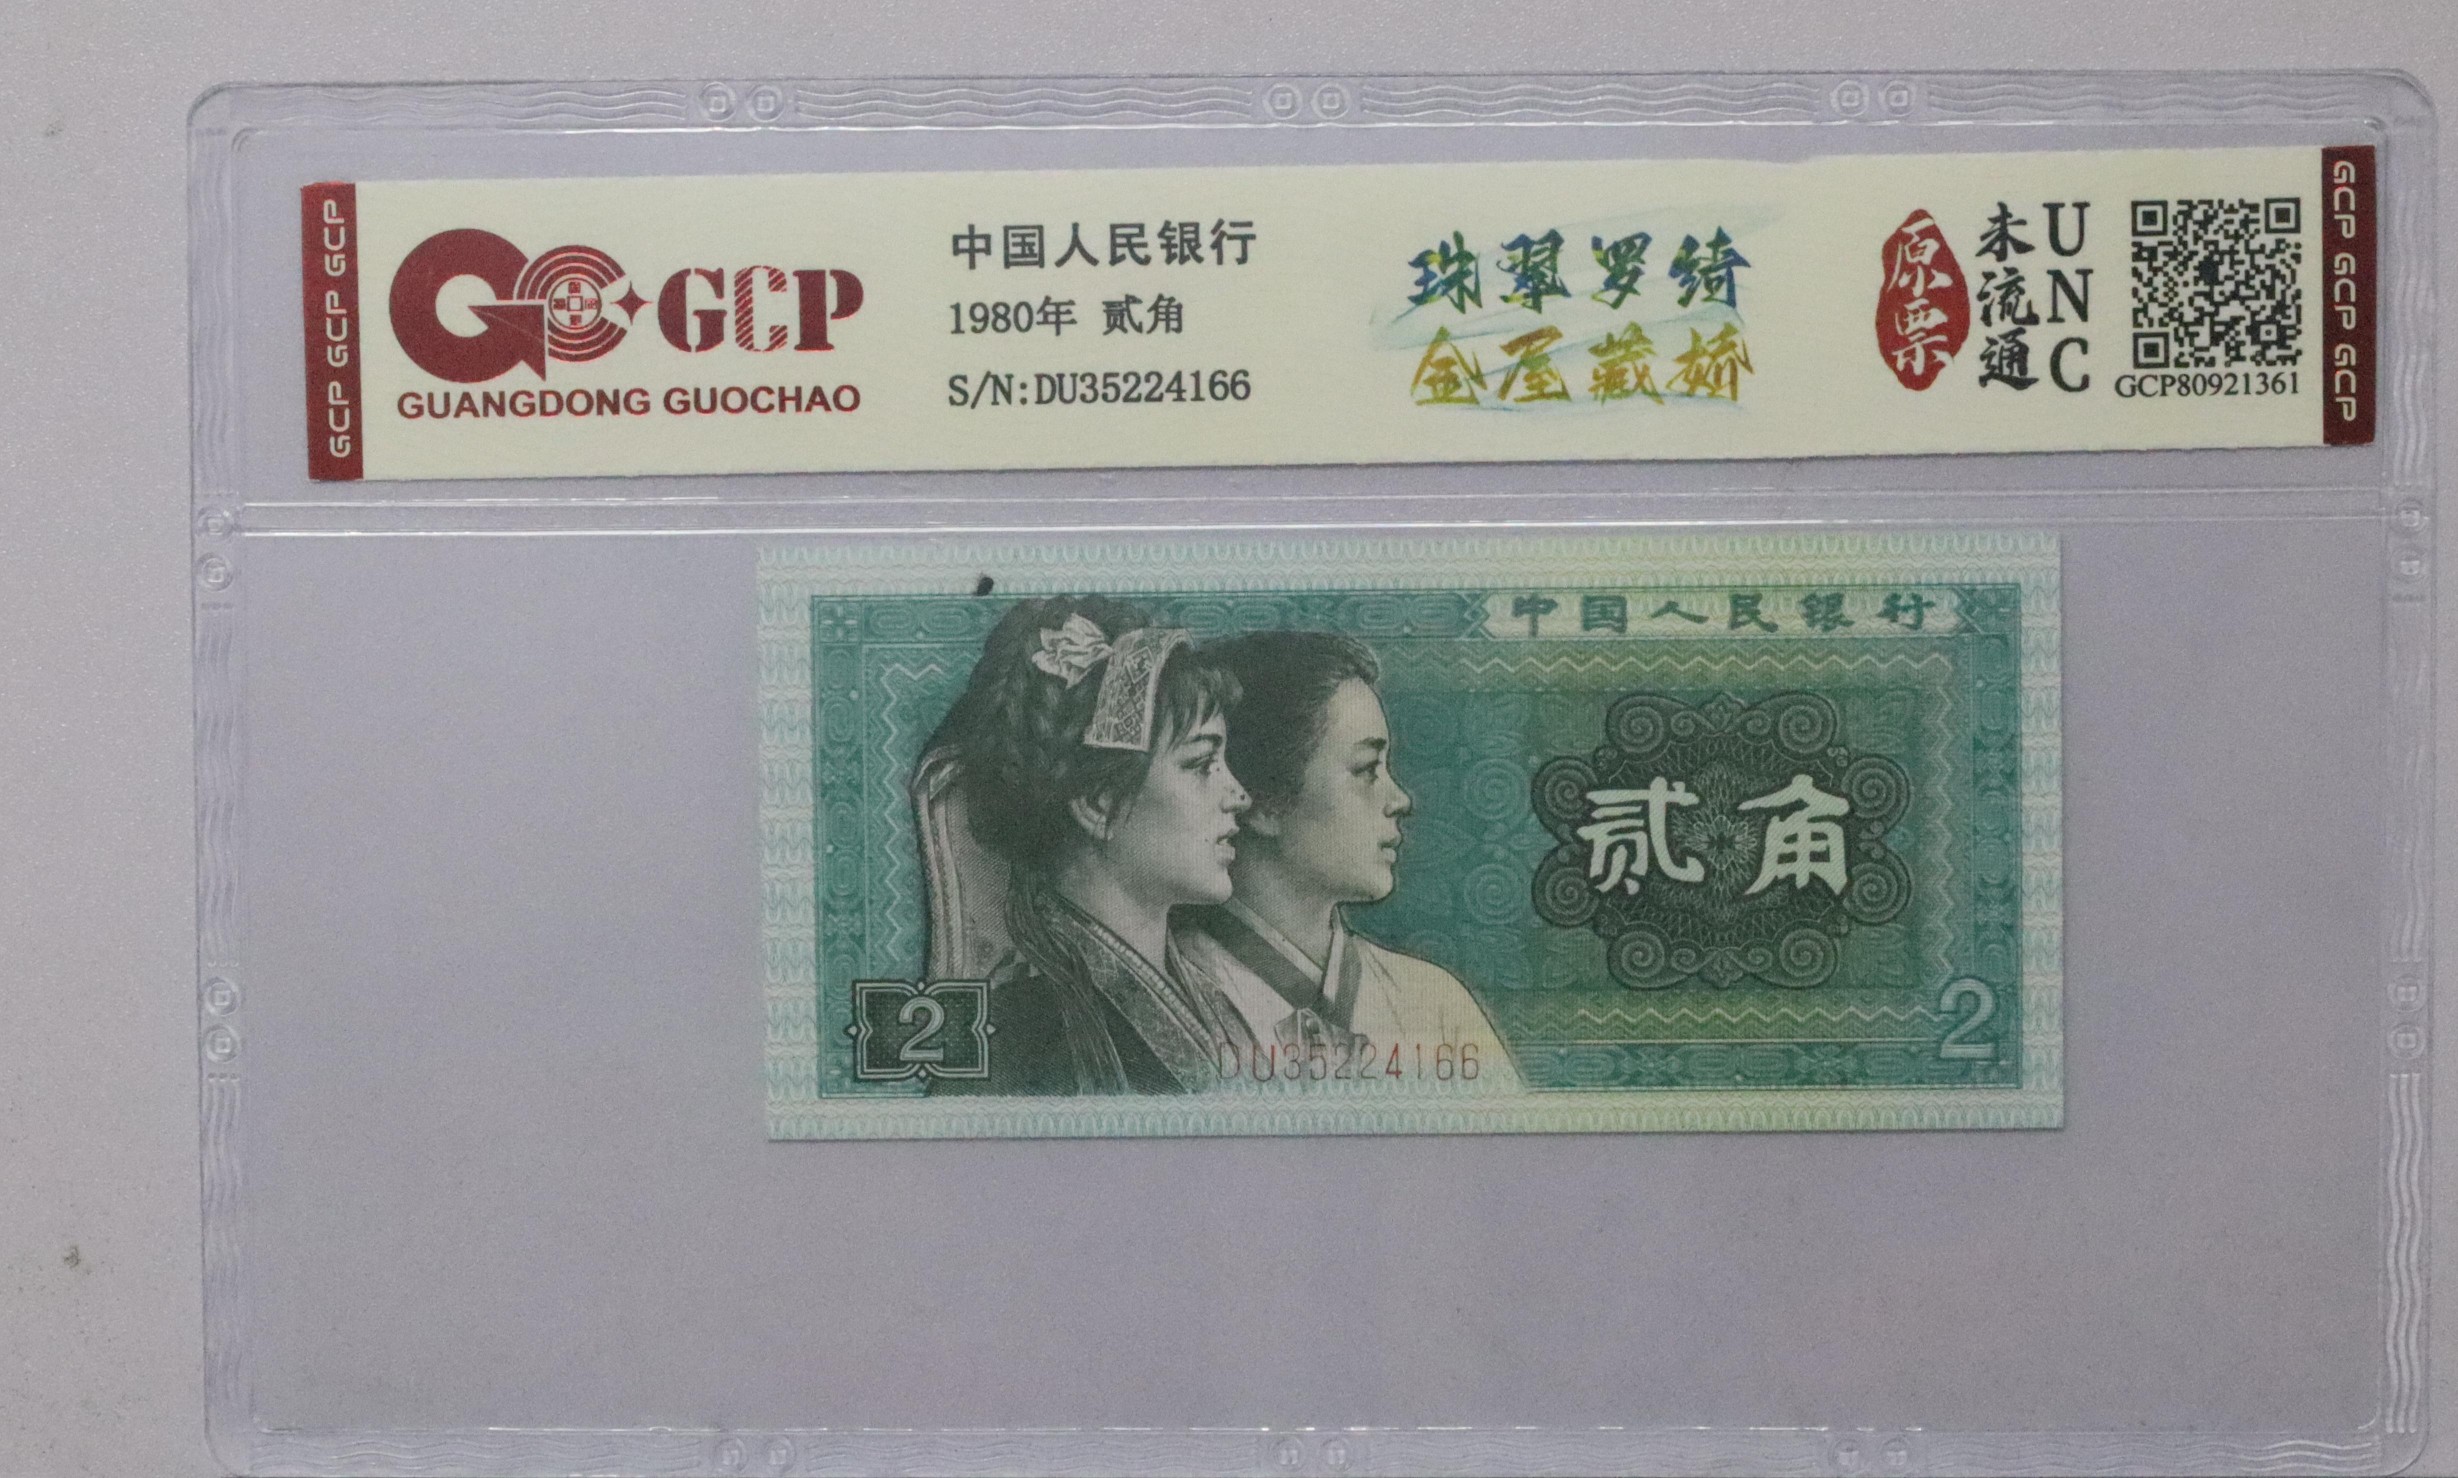 GCP GCP GCP
GCP
GUANGDONG GUOCHAO
中国人民银行
1980年 贰角
S/N:DU35224166
珠翠罗绮
金屋藏娇
原票
未流通
UNC
GCP80921361
GCP GCP GCP
中国人民银行
贰角
2
2
DU35224166